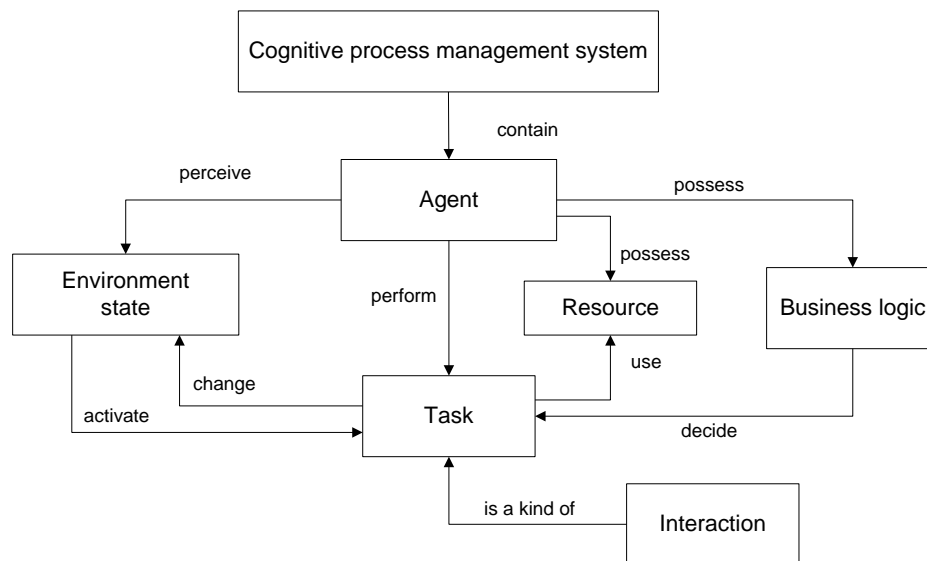 Cognitive process management system
contain
perceive
Agent
possess
possess
Environment
state
perform
Resource
Business logic
use
change
activate
Task
decide
is a kind of
Interaction